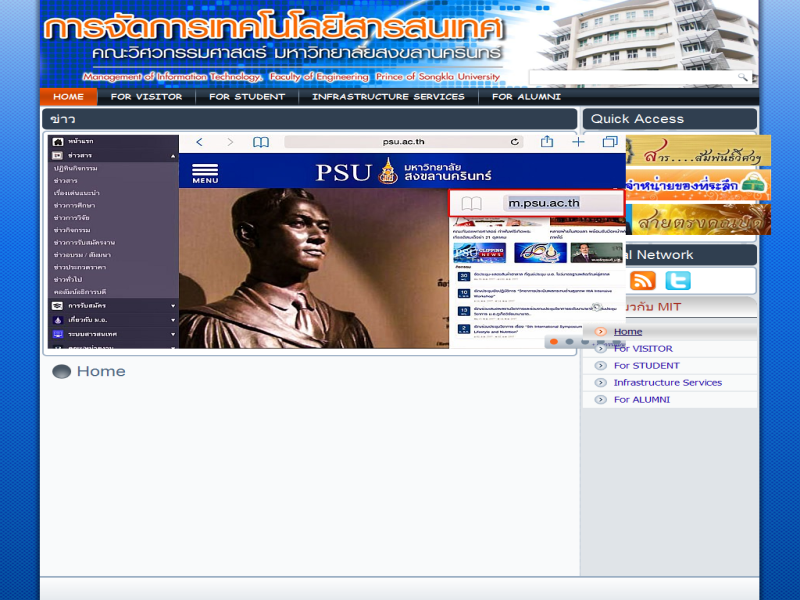 การจัดการเทคโนโลยีสารสนเทศ
คณะวิศวกรรมศาสตร์ มหาวิทยาลัยสงขลานครินทร์
Management of Information Technology, Faculty of Engineering Prince of Songkla University
HOME
FOR VISITOR
FOR STUDENT
INFRASTRUCTURE SERVICES
FOR ALUMNI
ข่าว
Quick Access
หน้าแรก
ข่าวสาร
ปฏิทินกิจกรรม
ข่าวสาร
เรื่องเด่นแนะนำ
ข่าวการศึกษา
ข่าวการวิจัย
ข่าวกิจกรรม
ข่าวการรับสมัครงาน
ข่าวอบรม / สัมมนา
ข่าวประกวดราคา
ข่าวทั่วไป
คอลัมน์อธิการบดี
การรับสมัคร
เกี่ยวกับ ม.อ.
ระบบสารสนเทศ
psu.ac.th
MENU
PSU
มหาวิทยาลัย
สงขลานครินทร์
m.psu.ac.th
PSU
NEWS
30
10
13
2
สาร....สัมพันธ์วิศวฯ
จำหน่ายของที่ระลึก
สายตรงคณบดี
al Network
ยวกับ MIT
Home
For VISITOR
For STUDENT
Infrastructure Services
For ALUMNI
Home